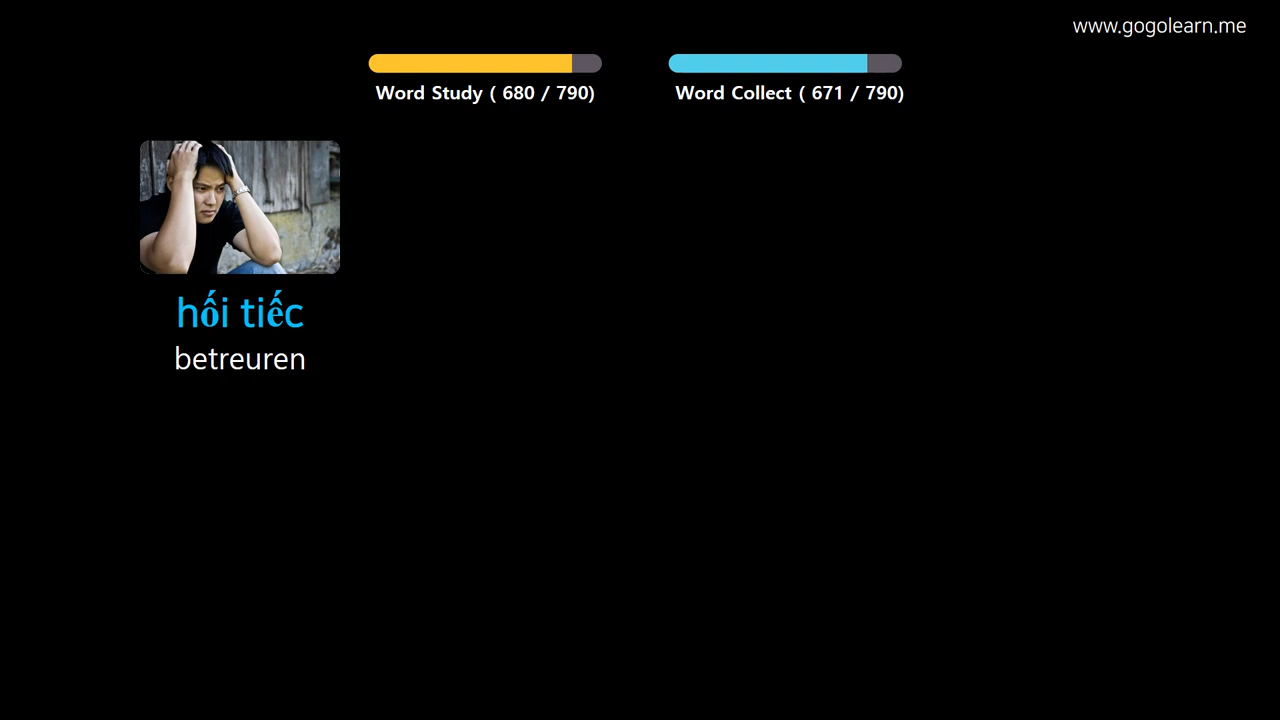 www.gogolearn.me
Word Study ( 680 / 790)
Word Collect ( 671 / 790)
hối tiếc
betreuren